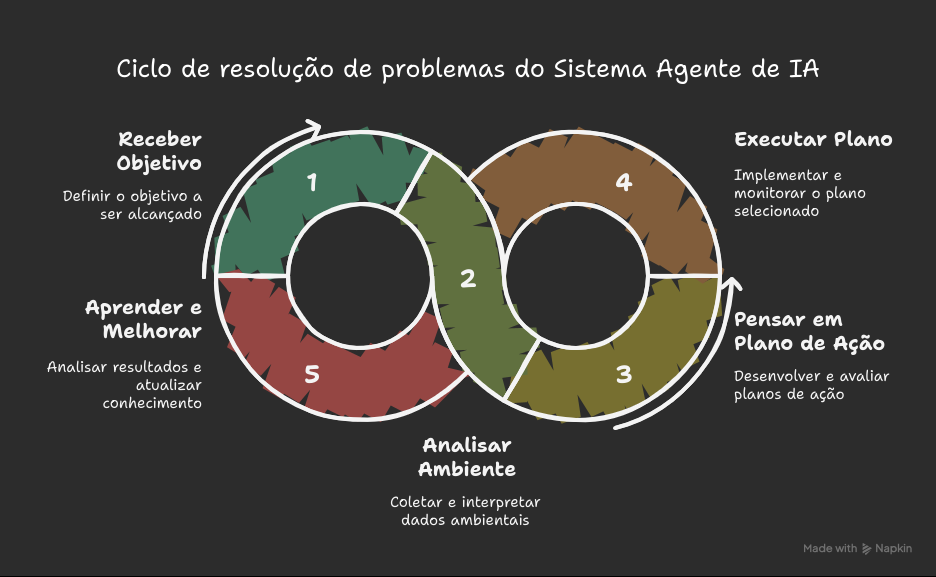 Ciclo de resolução de problemas do Sistema Agente de IA
Receber
Objetivo
Definir o objetivo a
ser alcançado
1
2
Analisar
Ambiente
Coletar e interpretar
dados ambientais
3
Pensar em
Plano de Ação
Desenvolver e avaliar
planos de ação
4
Executar Plano
Implementar e
monitorar o plano
selecionado
5
Aprender e
Melhorar
Analisar resultados e
atualizar
conhecimento
Made with Napkin